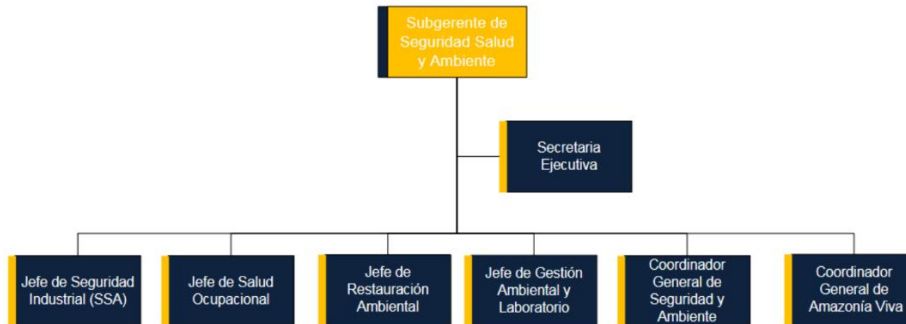 Subgerente de
Seguridad Salud
y Ambiente
Secretaria
Ejecutiva
Jefe de Seguridad
Industrial (SSA)
Jefe de Salud
Ocupacional
Jefe de
Restauración
Ambiental
Jefe de Gestión
Ambiental y
Laboratorio
Coordinador
General de
Seguridad y
Ambiente
Coordinador
General de
Amazonía Viva